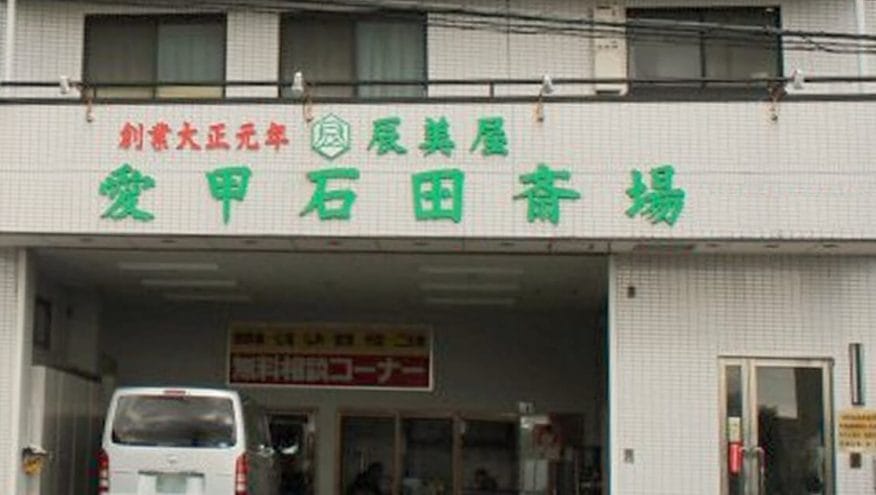 創業大正元年 辰 辰美屋
愛甲石田斎場
無料相談コーナー